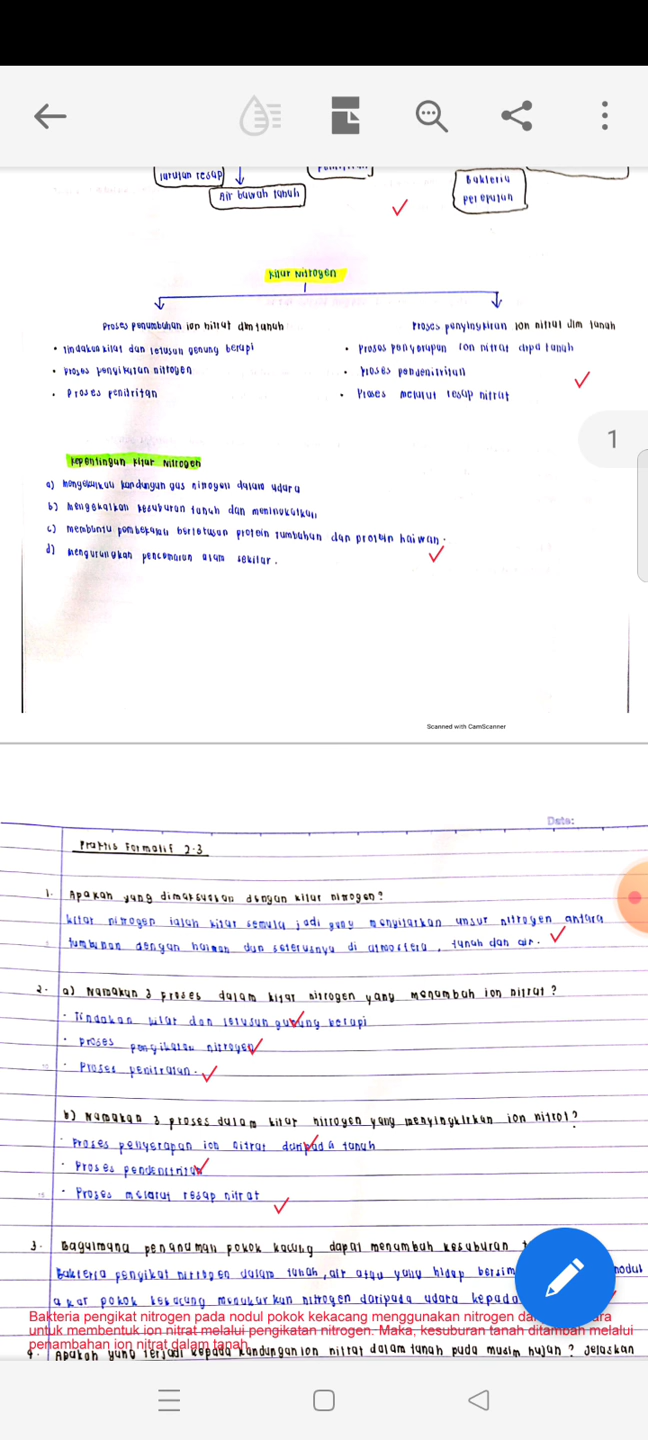 larutan resap
Air bawah tanah
Bakteria
pereputan
Kitar Nitrogen
Proses penambahan ion nitrat dlm tanah
Proses penyingkiran ion nitrat dlm tanah
• Tindakan kilat dan letusan gunung berapi
• Proses penyerapan ion nitrat drpd tanah
• Proses pengikatan nitrogen
• Proses pendenitritan
• Proses penitritan
• Proses melarut resap nitrat
1
Kepentingan Kitar Nitrogen
a) mengekalkan kandungan gas nitrogen dalam udara
b) mengekalkan kesuburan tanah dan
c) membantu pembekalan berterusan protein tumbuhan dan protein haiwan.
d) mengurangkan pencemaran alam sekitar.
Scanned with CamScanner
Date:
Praktis Formatif 2.3
1. Apakah yang dimaksudkan dengan kitar nitrogen?
kitar nitrogen ialah kitar semula jadi yang mengitarkan unsur nitrogen antara
tumbuhan dengan haiwan dan seterusnya di atmosfera, tanah dan air.
2. a) Namakan 3 proses dalam kitar nitrogen yang menambah ion nitrat?
· Tindakan kilat dan letusan gunung berapi
· Proses pengikatan nitrogen
10 · Proses penitratan.
b) Namakan 3 proses dalam kitar nitrogen yang menyingkirkan ion nitrat?
· Proses penyerapan ion nitrat daripada tanah
· Proses pendenitritan
15 · Proses melarut resap nitrat
3. Bagaimana penanaman pokok kacang dapat menambah kesuburan
Bakteria pengikat nitrogen dalam tanah, air atau yang hidup nodul
akar pokok kekacang menukarkan nitrogen daripada udara kepada
Bakteria pengikat nitrogen pada nodul pokok kekacang menggunakan nitrogen
untuk membentuk ion nitrat melalui pengikatan nitrogen. Maka, kesuburan tanah ditambah melalui
penambahan ion nitrat dalam tanah.
4. Apakah yang terjadi kepada kandungan ion nitrat dalam tanah pada musim hujan? Jelaskan